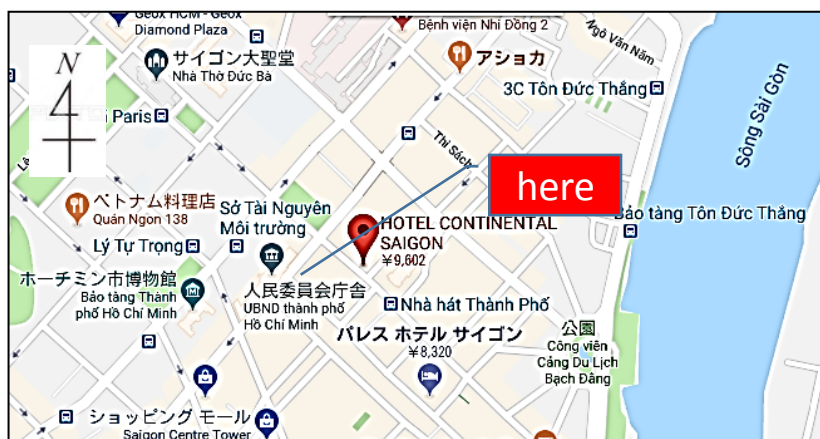 Geox HCM - Geox
Diamond Plaza
Bệnh viện Nhi Đồng 2
Ngô Văn Năm
サイゴン大聖堂
Nhà Thờ Đức Bà
アショカ
3C Tôn Đức Thắng
N
i Paris
Thi Sách
Sông Sài Gòn
here
ベトナム料理店
Quán Ngon 138
Sở Tài Nguyên
Môi trường
HOTEL CONTINENTAL
SAIGON
¥9,602
Bảo tàng Tôn Đức Thắng
Lý Tự Trọng
ホーチミン市博物館
Bảo tàng Thành
phố Hồ Chí Minh
人民委員会庁舎
UBND thành phố
Hồ Chí Minh
Nhà hát Thành Phố
パレス ホテル サイゴン
¥8,320
公園
Công viên
Cảng Du Lịch
Bạch Đằng
ショッピング モール
Saigon Centre Tower